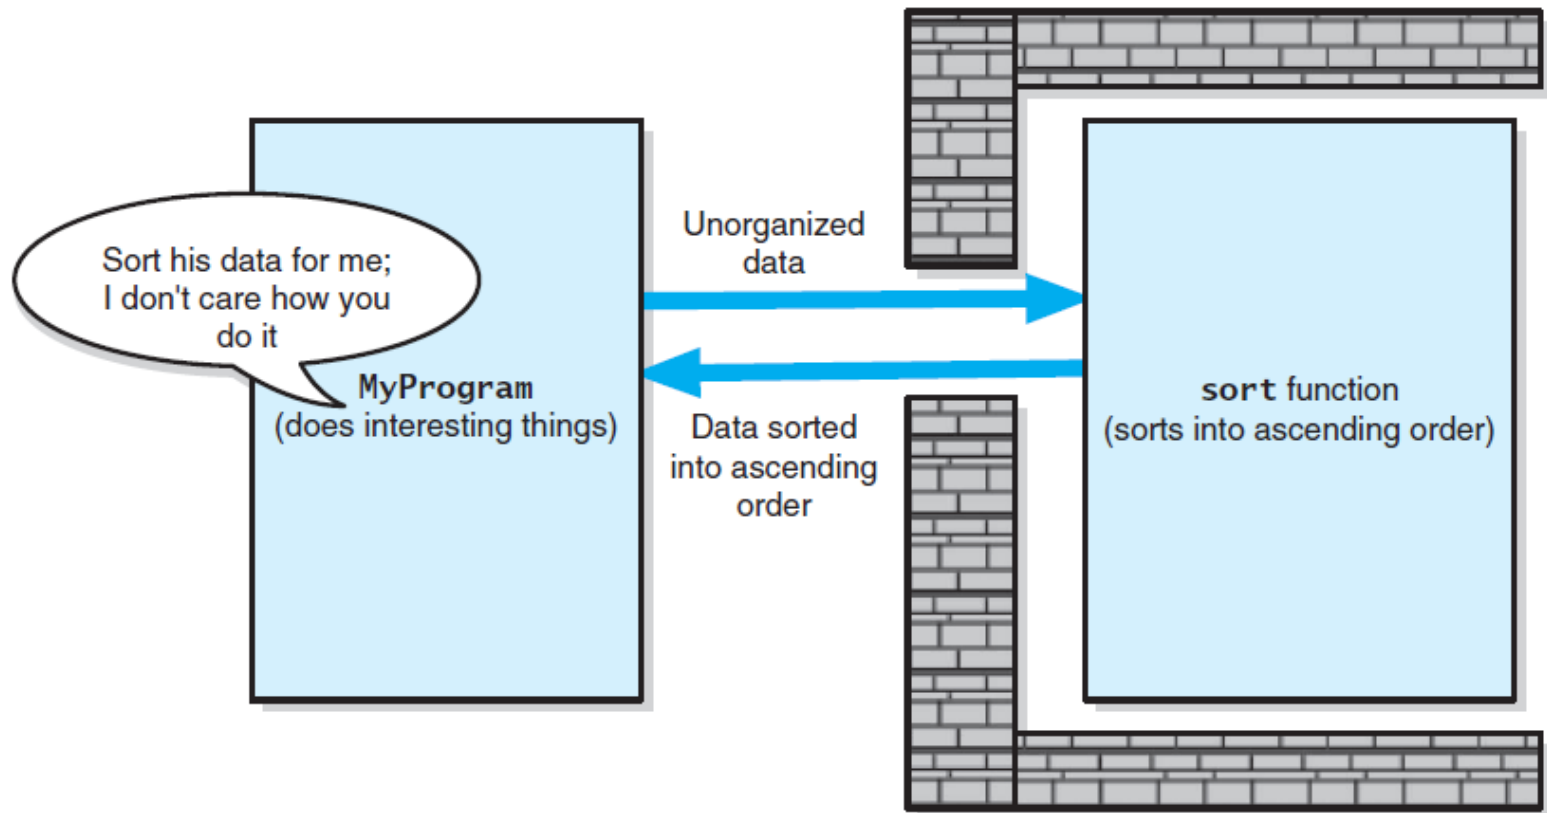 Sort his data for me;
I don't care how you
do it
MyProgram
(does interesting things)
Unorganized
data
Data sorted
into ascending
order
sort function
(sorts into ascending order)